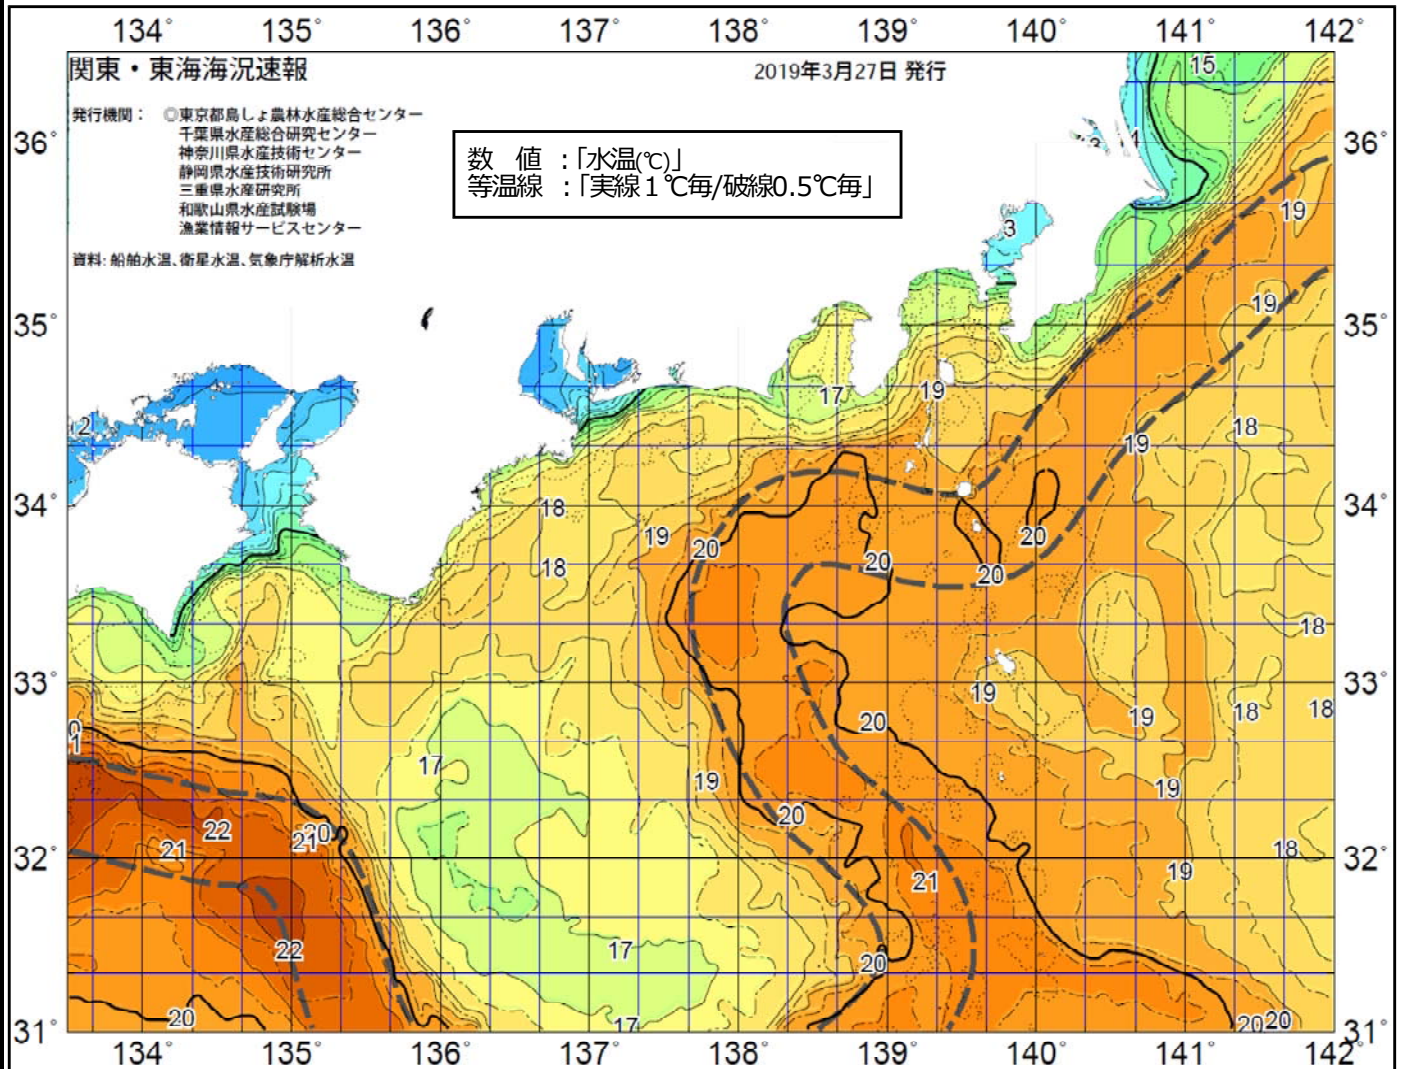 134° 135° 136° 137° 138° 139° 140° 141° 142°
関東・東海海況速報
2019年3月27日 発行
15
発行機関： ◎東京都島しょ農林水産総合センター
千葉県水産総合研究センター
神奈川県水産技術センター
静岡県水産技術研究所
三重県水産研究所
和歌山県水産試験場
漁業情報サービスセンター
資料: 船舶水温、衛星水温、気象庁解析水温
数　値 ：「水温(℃)」
等温線 ：「実線１℃毎/破線0.5℃毎」
36° 36°
19
3
19
35° 35°
17 19
2 18
19
34° 18 34°
19 20 20
18 20 20
18
33° 19 33°
20 18 18 18
17 19 19
20
22 21 20
21 18
32° 32°
21 19
22 17
20
20 17 20 20
31° 31°
134° 135° 136° 137° 138° 139° 140° 141° 142°